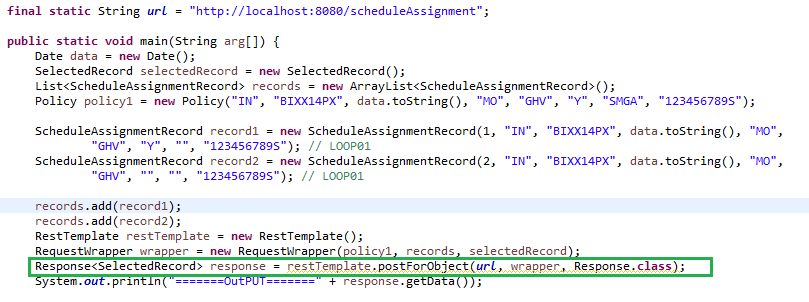 final static String url = "http://localhost:8080/scheduleAssignment";
public static void main(String arg[]) {
Date data = new Date();
SelectedRecord selectedRecord = new SelectedRecord();
List<ScheduleAssignmentRecord> records = new ArrayList<ScheduleAssignmentRecord>();
Policy policy1 = new Policy("IN", "BIXX14PX", data.toString(), "MO", "GHV", "Y", "SMGA", "123456789S");
ScheduleAssignmentRecord record1 = new ScheduleAssignmentRecord(1, "IN", "BIXX14PX", data.toString(), "MO",
"GHV", "Y", "", "123456789S"); // LOOP01
ScheduleAssignmentRecord record2 = new ScheduleAssignmentRecord(2, "IN", "BIXX14PX", data.toString(), "MO",
"GHV", "", "", "123456789S"); // LOOP01
records.add(record1);
records.add(record2);
RestTemplate restTemplate = new RestTemplate();
RequestWrapper wrapper = new RequestWrapper(policy1, records, selectedRecord);
Response<SelectedRecord> response = restTemplate.postForObject(url, wrapper, Response.class);
System.out.println("=======OutPUT=======" + response.getData());